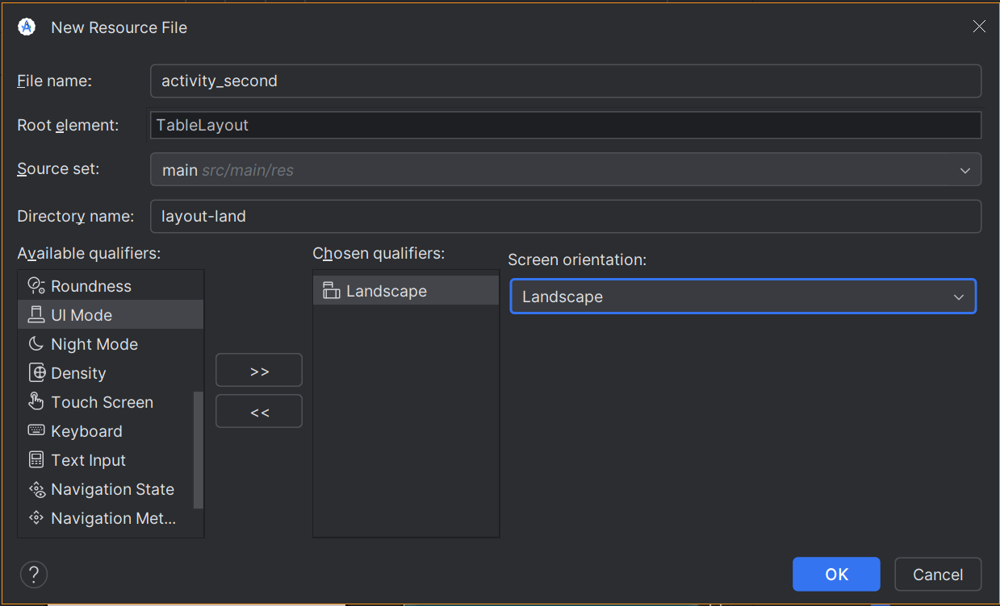 New Resource File
File name:
activity_second
Root element:
TableLayout
Source set:
main src/main/res
Directory name:
layout-land
Available qualifiers:
Roundness
UI Mode
Night Mode
Density
Touch Screen
Keyboard
Text Input
Navigation State
Navigation Met...
>>
<<
Chosen qualifiers:
Landscape
Screen orientation:
Landscape
?
OK
Cancel